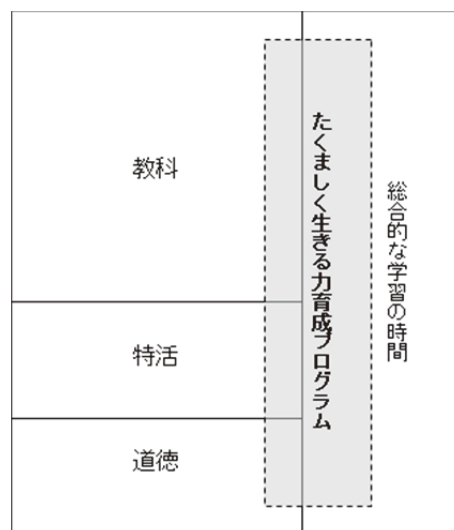 教科
特活
道徳
たくましく生きる力育成プログラム
総合的な学習の時間